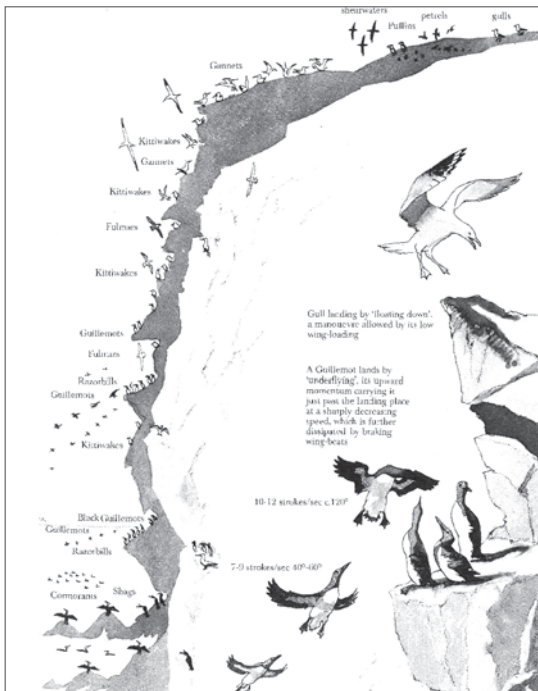 shearwaters
Puffins
petrels
gulls
Gannets
Kittiwakes
Gannets
Kittiwakes
Fulmars
Kittiwakes
Guillemots
Fulmars
Razorbills
Guillemots
Kittiwakes
Black Guillemots
Guillemots
Razorbills
Cormorants
Shags
Gull landing by 'floating down',
a manoeuvre allowed by its low
wing-loading
A Guillemot lands by
'underflying', its upward
momentum carrying it
just past the landing place
at a sharply decreasing
speed, which is further
dissipated by braking
wing-beats
10-12 strokes/sec c.120°
7-9 strokes/sec 40°-60°